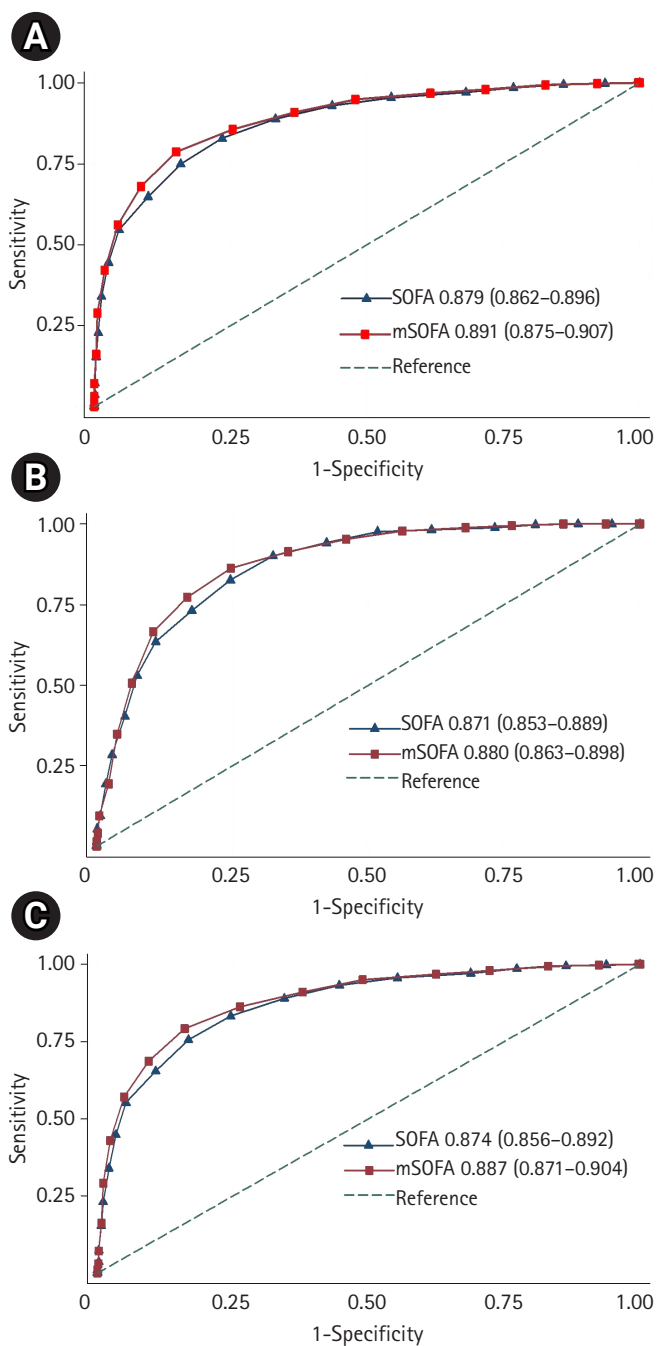 A
1.00
0.75
0.50
0.25
Sensitivity
SOFA 0.879 (0.862–0.896)
mSOFA 0.891 (0.875–0.907)
Reference
0 0.25 0.50 0.75 1.00
1-Specificity
B
1.00
0.75
0.50
0.25
Sensitivity
SOFA 0.871 (0.853–0.889)
mSOFA 0.880 (0.863–0.898)
Reference
0 0.25 0.50 0.75 1.00
1-Specificity
C
1.00
0.75
0.50
0.25
Sensitivity
SOFA 0.874 (0.856–0.892)
mSOFA 0.887 (0.871–0.904)
Reference
0 0.25 0.50 0.75 1.00
1-Specificity